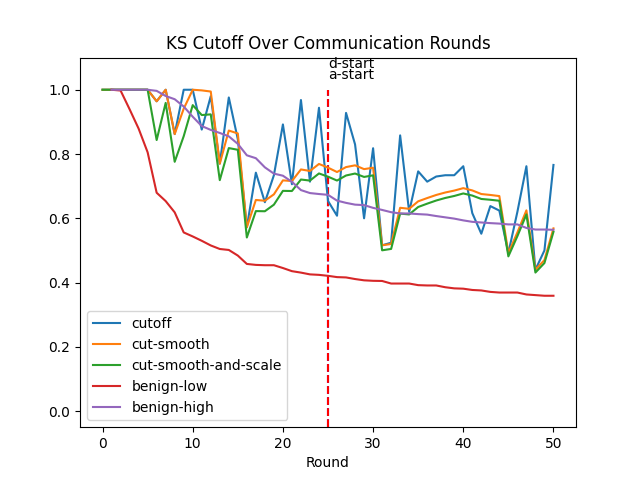 KS Cutoff Over Communication Rounds
d-start
a-start
1.0
0.8
0.6
0.4
0.2
0.0
cutoff
cut-smooth
cut-smooth-and-scale
benign-low
benign-high
0 10 20 30 40 50
Round